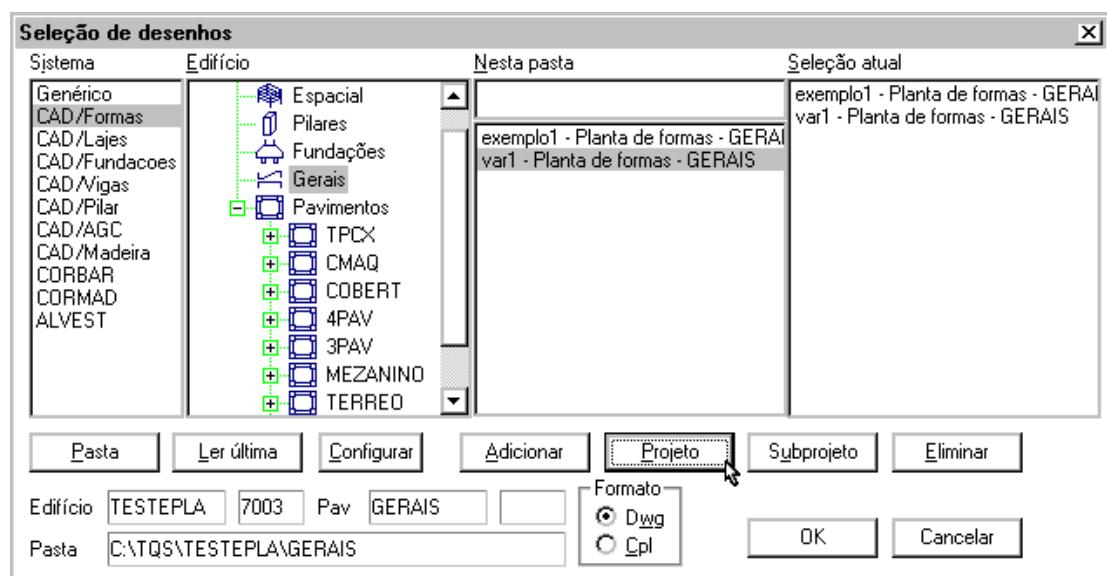 Seleção de desenhos
Sistema
Edifício
Nesta pasta
Seleção atual
Genérico
CAD/Formas
CAD/Lajes
CAD/Fundacoes
CAD/Vigas
CAD/Pilar
CAD/AGC
CAD/Madeira
CORBAR
CORMAD
ALVEST
Espacial
Pilares
Fundações
Gerais
Pavimentos
TPCX
CMAQ
COBERT
4PAV
3PAV
MEZANINO
TERREO
exemplo1 - Planta de formas - GERAI
var1 - Planta de formas - GERAIS
exemplo1 - Planta de formas - GERAI
var1 - Planta de formas - GERAIS
Pasta
Ler última
Configurar
Adicionar
Projeto
Subprojeto
Eliminar
Edifício TESTEPLA 7003 Pav GERAIS
Formato
Dwg
Cpl
Pasta C:\TQS\TESTEPLA\GERAIS
OK
Cancelar